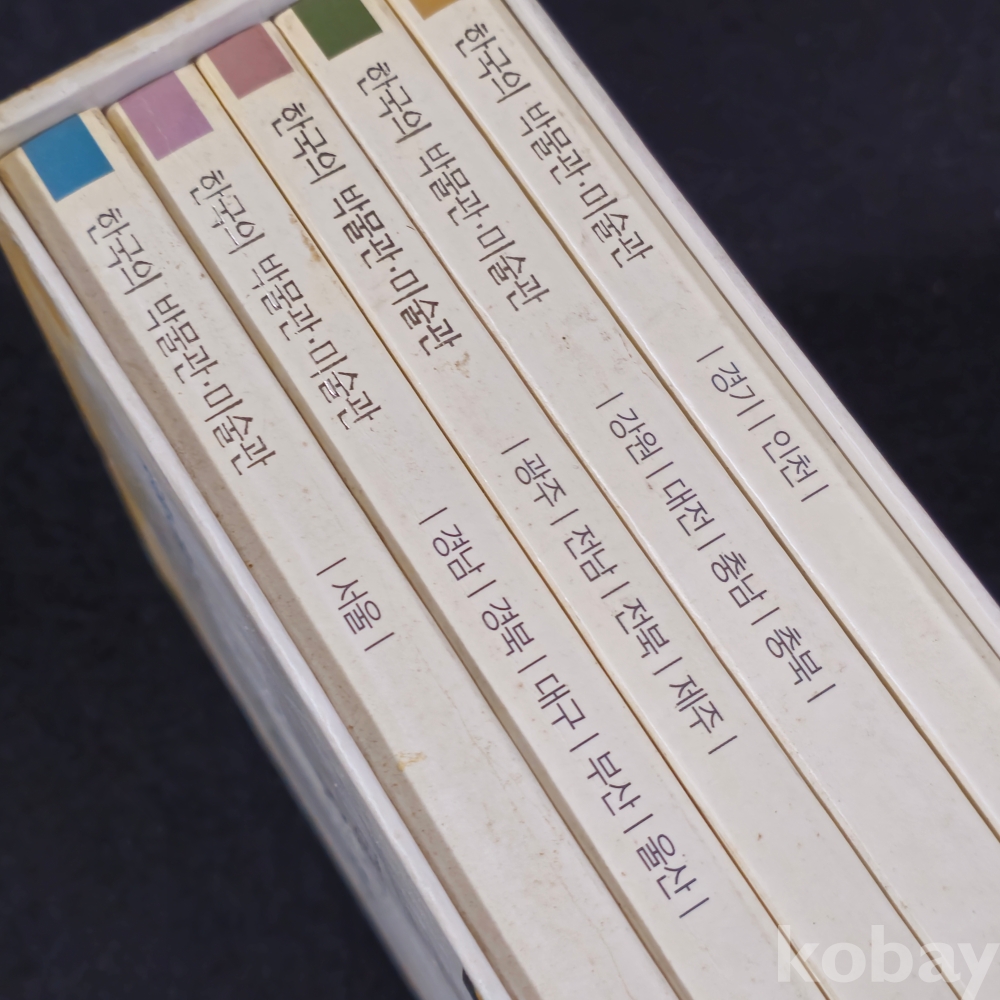 한국의 박물관·미술관 | 서울 |
한국의 박물관·미술관 | 경남 | 경북 | 대구 | 부산 | 울산 |
한국의 박물관·미술관 | 광주 | 전남 | 전북 | 제주 |
한국의 박물관·미술관 | 강원 | 대전 | 충남 | 충북 |
한국의 박물관·미술관 | 경기 | 인천 |
kobay